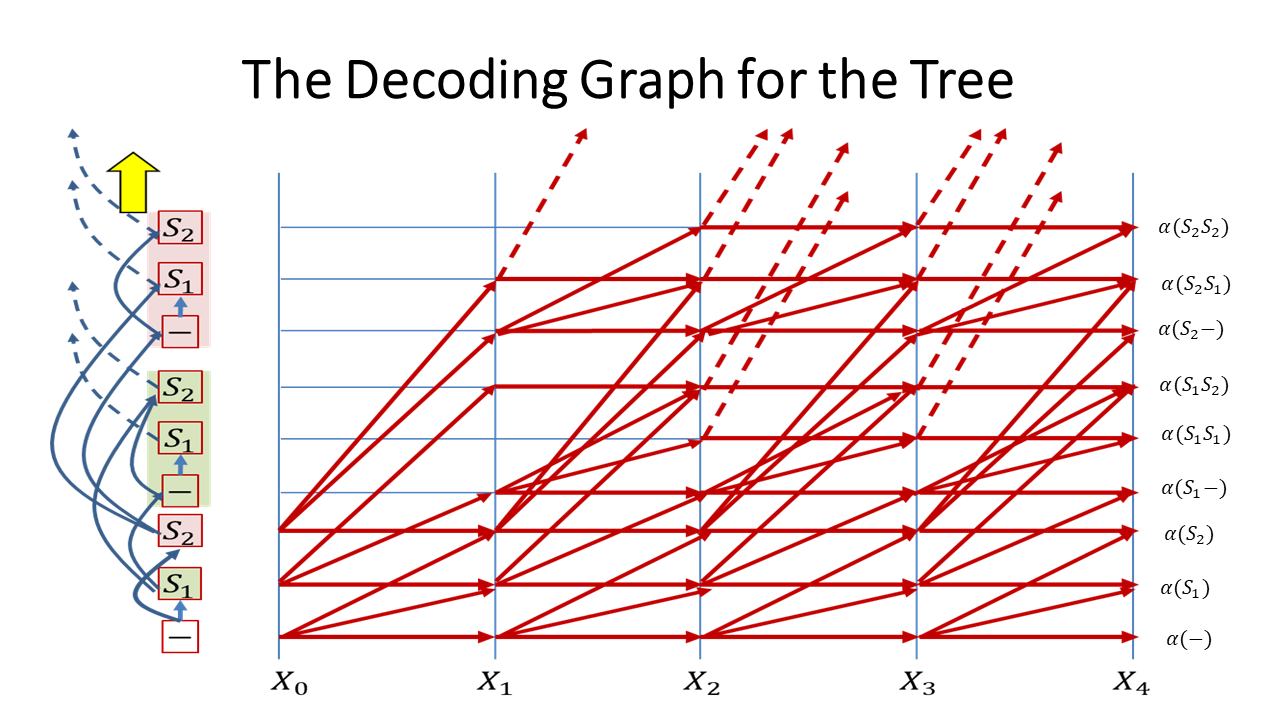 The Decoding Graph for the Tree
S₂
S₁
—
S₂
S₁
—
S₂
S₁
—
α(S₂S₂)
α(S₂S₁)
α(S₂−)
α(S₁S₂)
α(S₁S₁)
α(S₁−)
α(S₂)
α(S₁)
α(−)
X₀ X₁ X₂ X₃ X₄